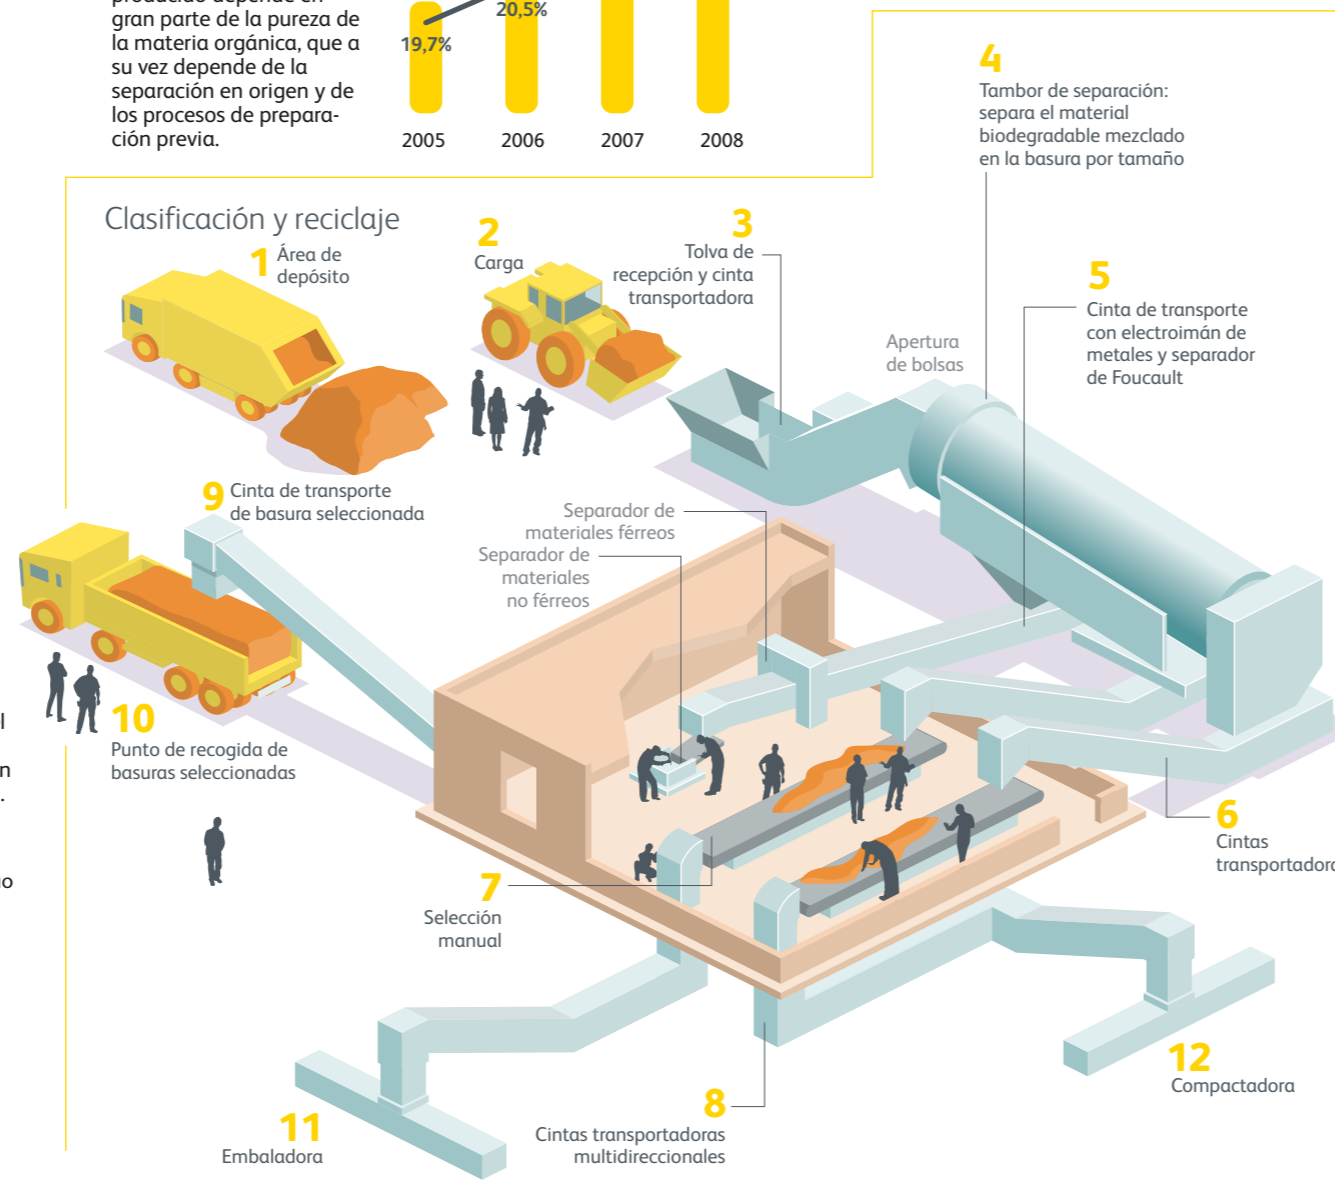 gran parte de la pureza de
la materia orgánica, que a
su vez depende de la
separación en origen y de
los procesos de prepara-
ción previa.
19,7%
20,5%
2005
2006
2007
2008
Clasificación y reciclaje
1
Área de
depósito
2
Carga
3
Tolva de
recepción y cinta
transportadora
4
Tambor de separación:
separa el material
biodegradable mezclado
en la basura por tamaño
Apertura
de bolsas
5
Cinta de transporte
con electroimán de
metales y separador
de Foucault
9
Cinta de transporte
de basura seleccionada
Separador de
materiales férreos
Separador de
materiales
no férreos
10
Punto de recogida de
basuras seleccionadas
6
Cintas
7
Selección
manual
8
Cintas transportadoras
multidireccionales
11
Embaladora
12
Compactadora